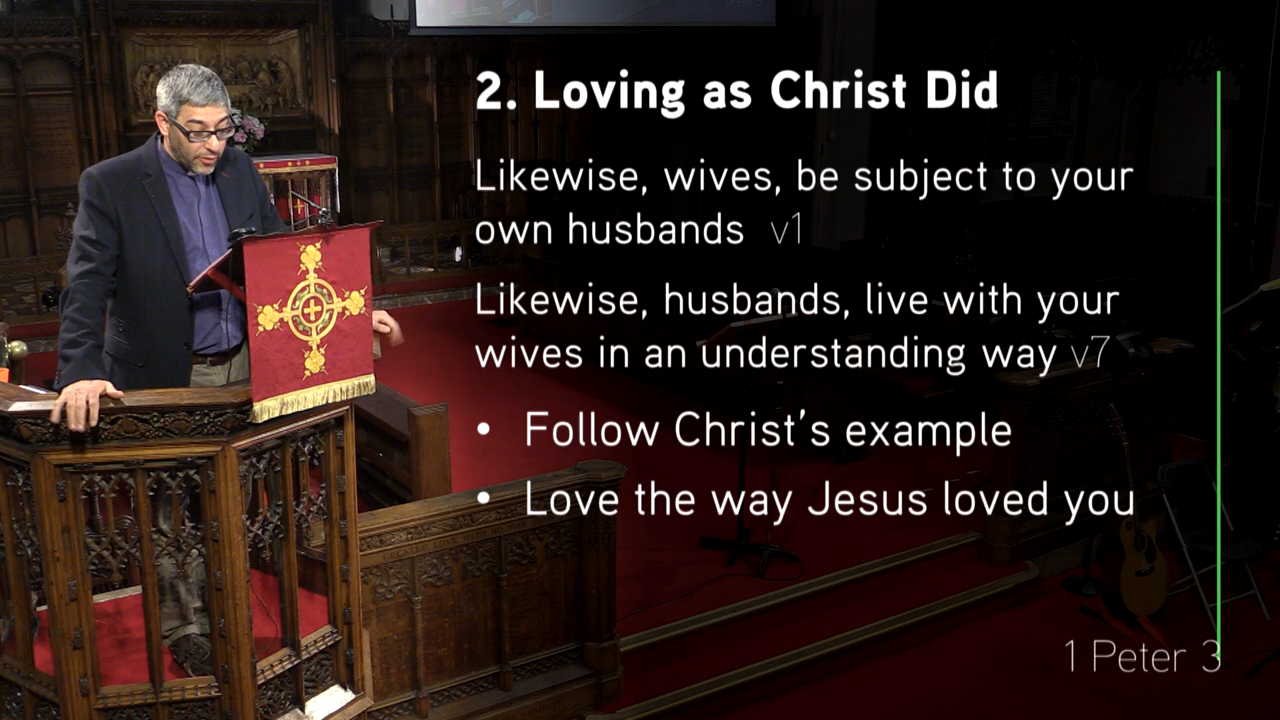 2. Loving as Christ Did
Likewise, wives, be subject to your
own husbands v1
Likewise, husbands, live with your
wives in an understanding way v7
• Follow Christ's example
• Love the way Jesus loved you
1 Peter 3